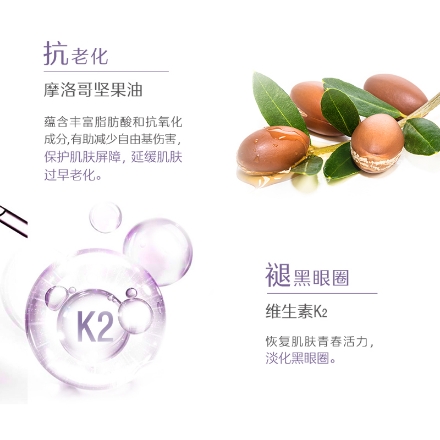 抗老化
摩洛哥坚果油
蕴含丰富脂肪酸和抗氧化
成分,有助减少自由基伤害,
保护肌肤屏障，延缓肌肤
过早老化。
K2
褪黑眼圈
维生素K2
恢复肌肤青春活力，
淡化黑眼圈。